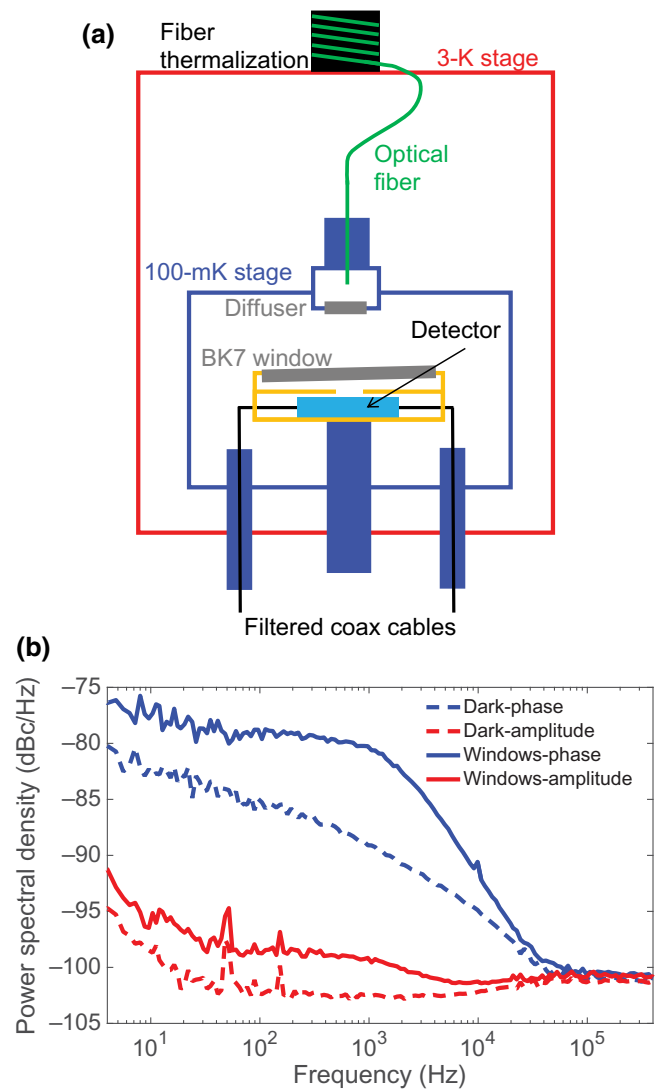 (a)
Fiber
thermalization
3-K stage
Optical
fiber
100-mK stage
Diffuser
Detector
BK7 window
Filtered coax cables
(b)
Power spectral density (dBc/Hz)
−75
−80
−85
−90
−95
−100
−105
Dark-phase
Dark-amplitude
Windows-phase
Windows-amplitude
10¹ 10² 10³ 10⁴ 10⁵
Frequency (Hz)